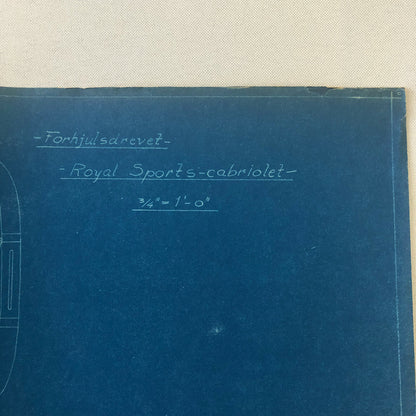 -Forhjulsdrevet-
-Royal Sports-cabriolet-
3/4" = 1'-0"